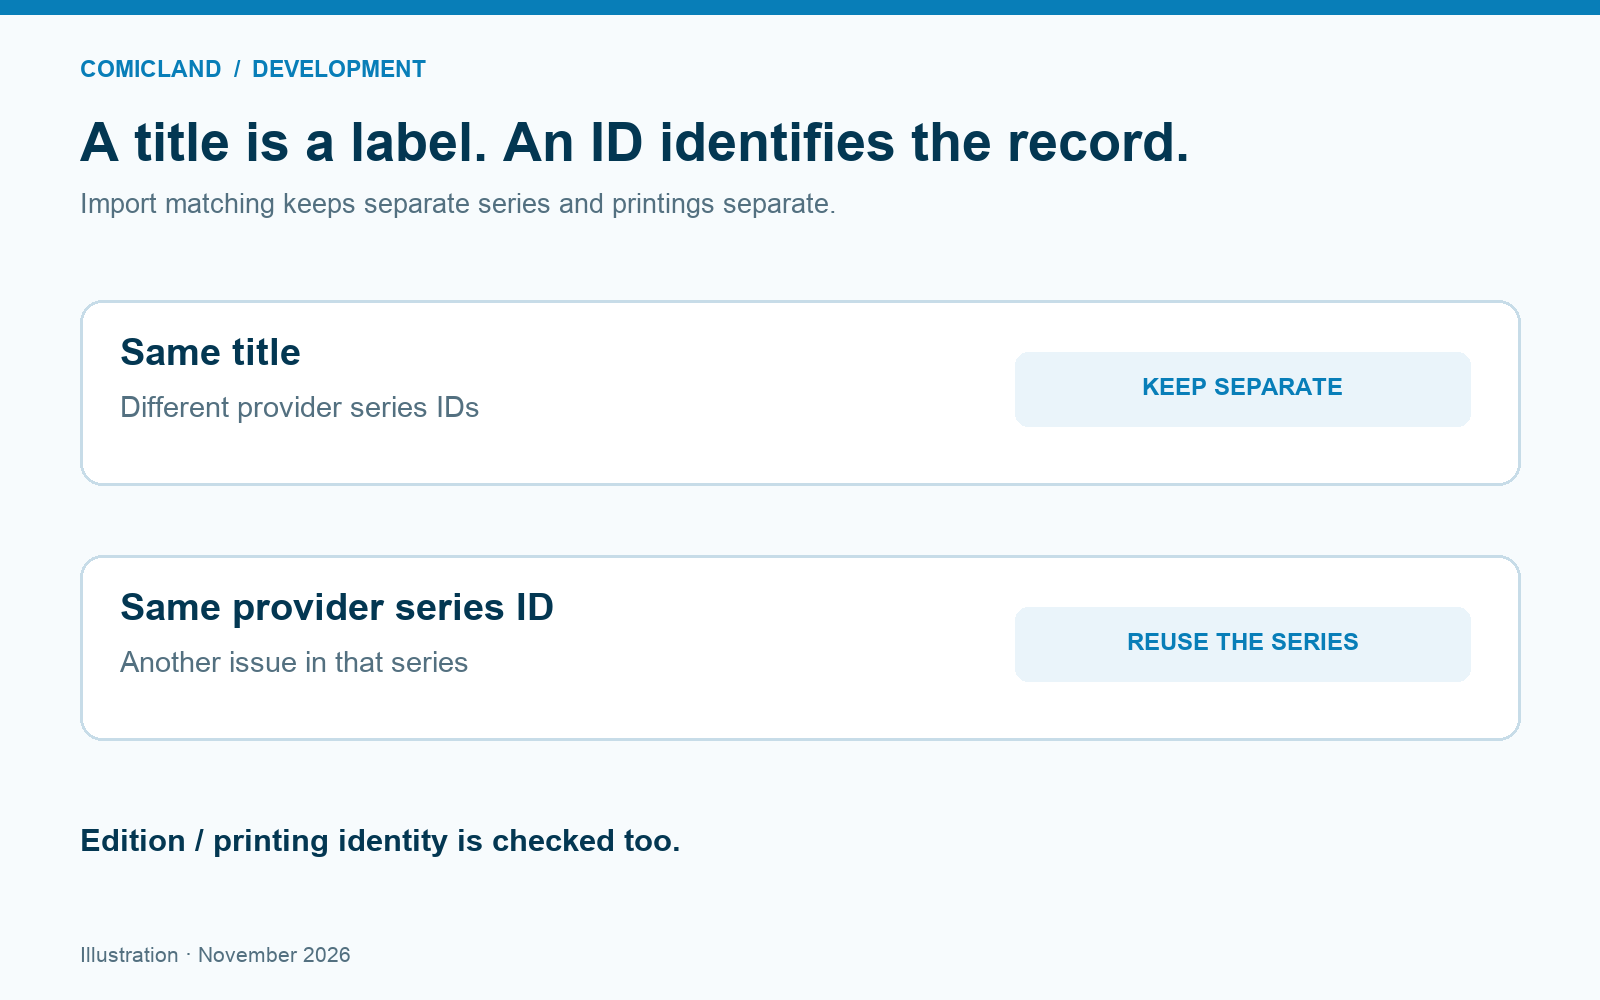 COMICLAND / DEVELOPMENT
A title is a label. An ID identifies the record.
Import matching keeps separate series and printings separate.
Same title
Different provider series IDs
KEEP SEPARATE
Same provider series ID
Another issue in that series
REUSE THE SERIES
Edition / printing identity is checked too.
Illustration · November 2026